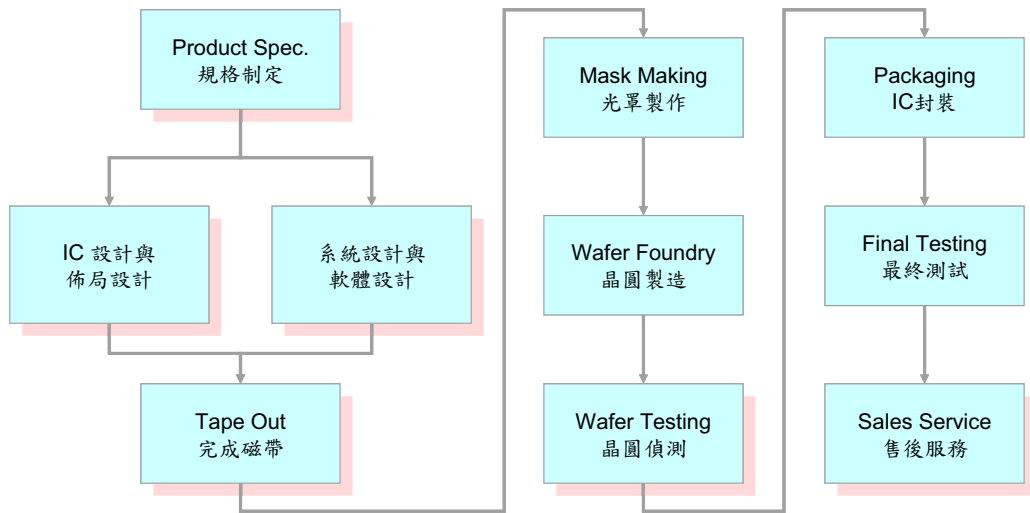 Product Spec.
規格制定
IC 設計與
佈局設計
系統設計與
軟體設計
Tape Out
完成磁帶
Mask Making
光罩製作
Wafer Foundry
晶圓製造
Wafer Testing
晶圓偵測
Packaging
IC封裝
Final Testing
最終測試
Sales Service
售後服務